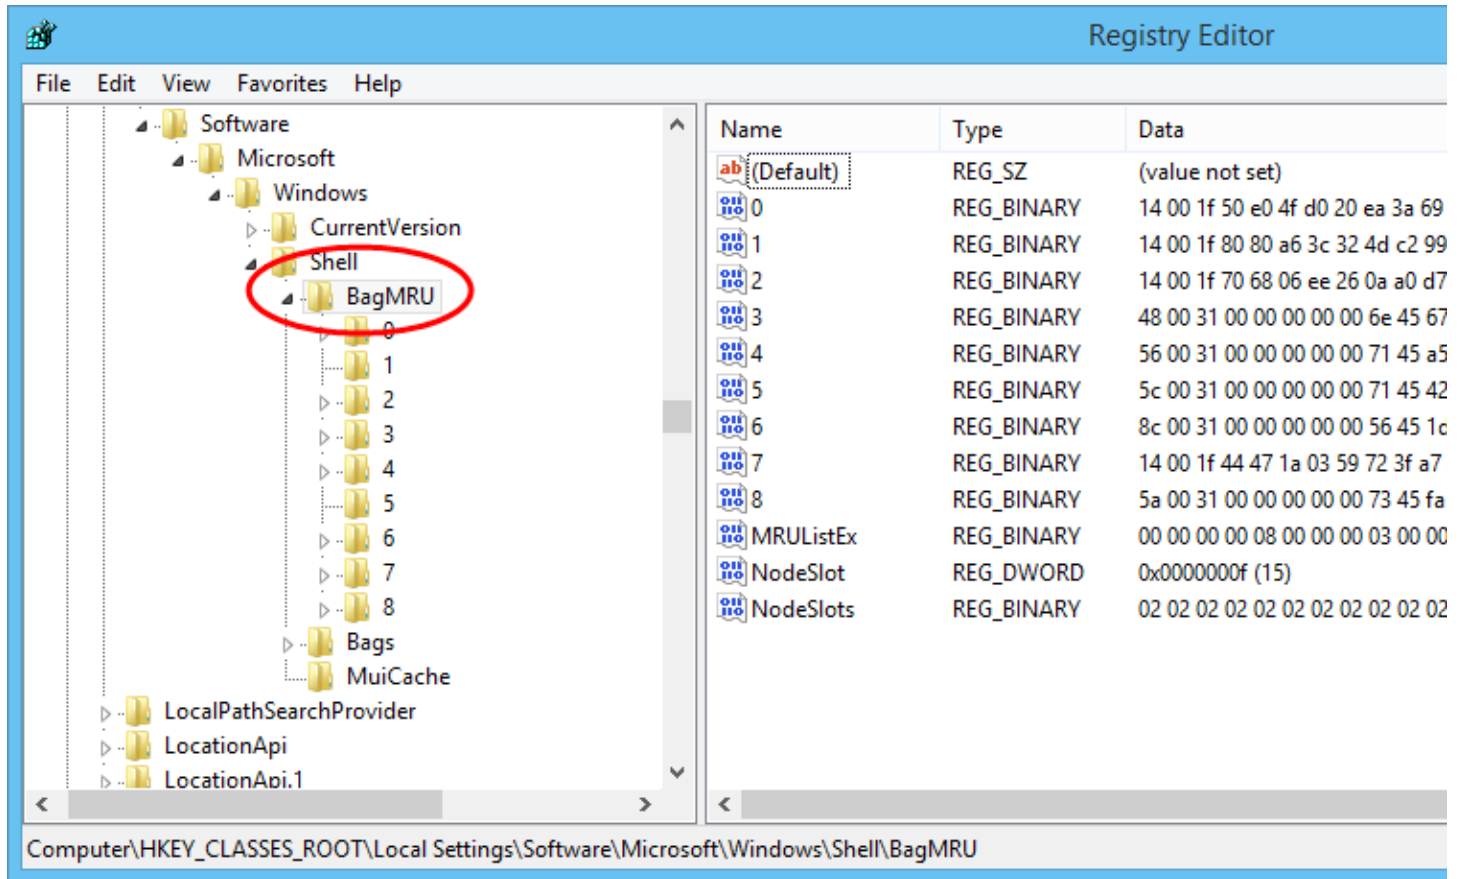 Registry Editor
File Edit View Favorites Help
Software
Microsoft
Windows
CurrentVersion
Shell
BagMRU
0
1
2
3
4
5
6
7
8
Bags
MuiCache
LocalPathSearchProvider
LocationApi
LocationApi.1
Name Type Data
(Default) REG_SZ (value not set)
0 REG_BINARY 14 00 1f 50 e0 4f d0 20 ea 3a 69
1 REG_BINARY 14 00 1f 80 80 a6 3c 32 4d c2 99
2 REG_BINARY 14 00 1f 70 68 06 ee 26 0a a0 d7
3 REG_BINARY 48 00 31 00 00 00 00 00 6e 45 67
4 REG_BINARY 56 00 31 00 00 00 00 00 71 45 a5
5 REG_BINARY 5c 00 31 00 00 00 00 00 71 45 42
6 REG_BINARY 8c 00 31 00 00 00 00 00 56 45 1d
7 REG_BINARY 14 00 1f 44 47 1a 03 59 72 3f a7
8 REG_BINARY 5a 00 31 00 00 00 00 00 73 45 fa
MRUListEx REG_BINARY 00 00 00 00 08 00 00 00 03 00 00
NodeSlot REG_DWORD 0x0000000f (15)
NodeSlots REG_BINARY 02 02 02 02 02 02 02 02 02 02 02
Computer\HKEY_CLASSES_ROOT\Local Settings\Software\Microsoft\Windows\Shell\BagMRU